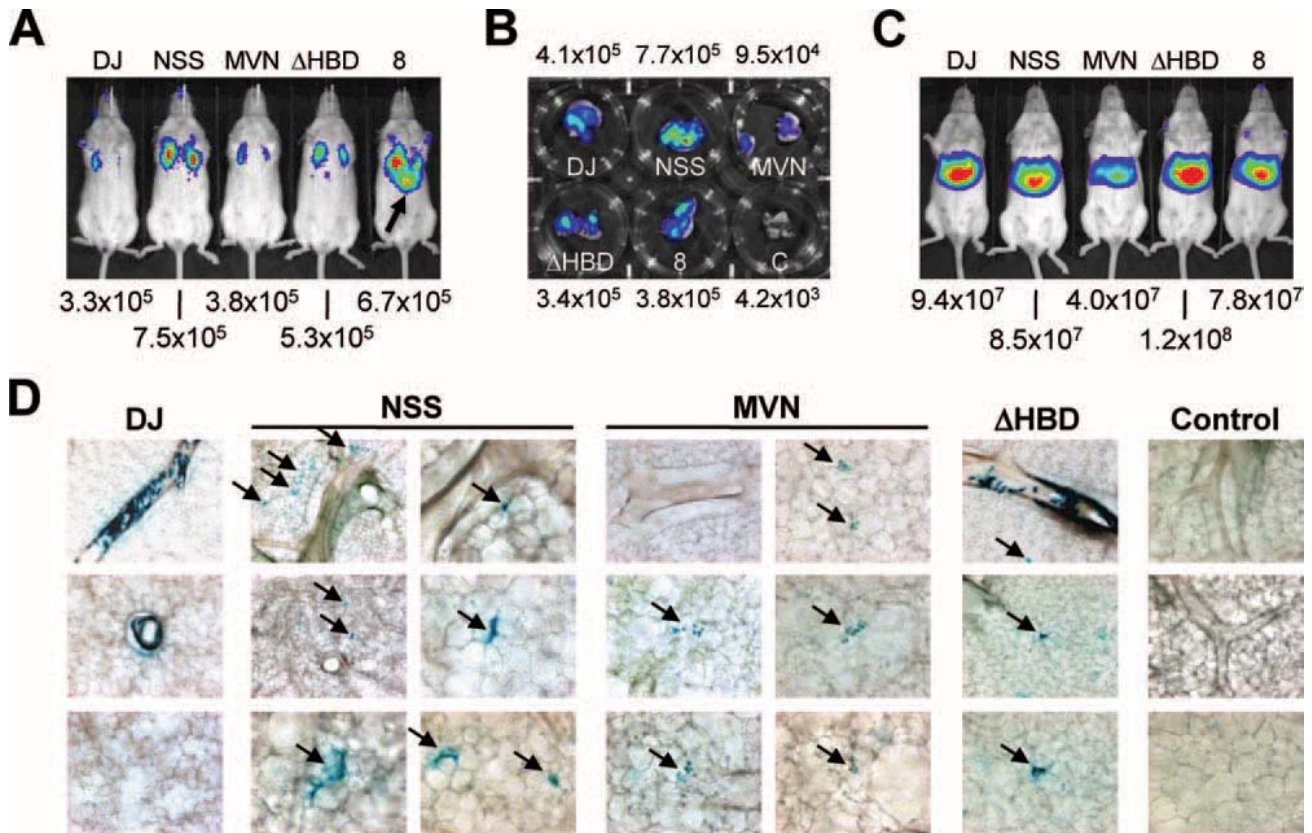 A
DJ NSS MVN ΔHBD 8
3.3x10⁵ | 3.8x10⁵ | 6.7x10⁵
7.5x10⁵ 5.3x10⁵
B
4.1x10⁵ 7.7x10⁵ 9.5x10⁴
DJ NSS MVN
ΔHBD 8 C
3.4x10⁵ 3.8x10⁵ 4.2x10³
C
DJ NSS MVN ΔHBD 8
9.4x10⁷ | 4.0x10⁷ | 7.8x10⁷
8.5x10⁷ 1.2x10⁸
D
DJ NSS MVN ΔHBD Control